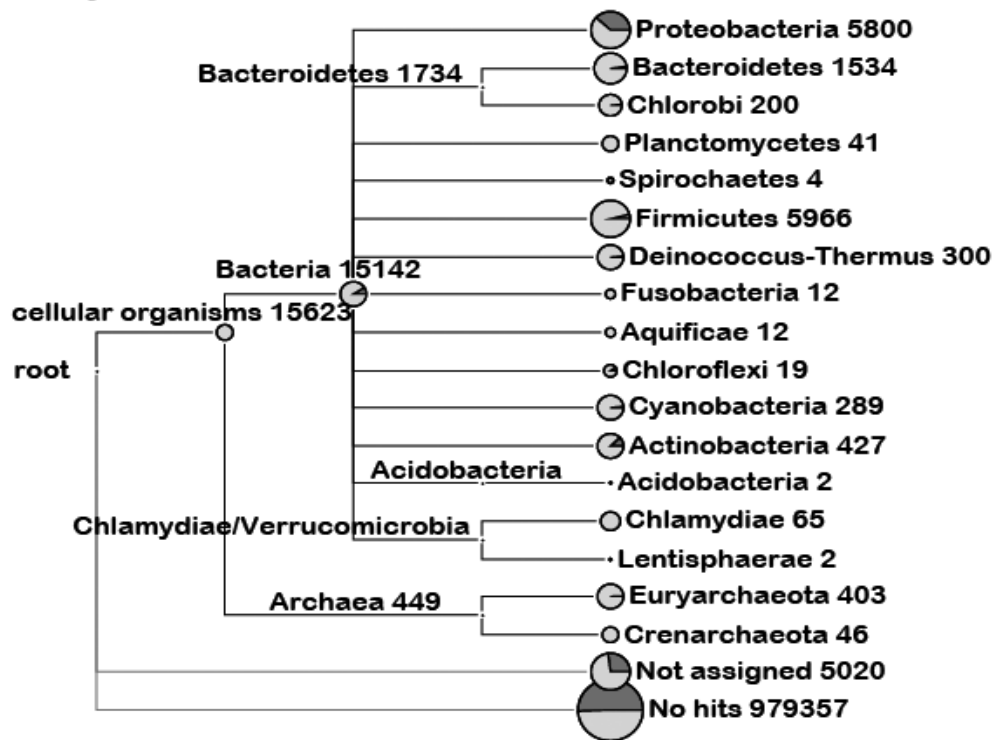 Proteobacteria 5800
Bacteroidetes 1734
Bacteroidetes 1534
Chlorobi 200
Planctomycetes 41
Spirochaetes 4
Firmicutes 5966
Deinococcus-Thermus 300
Bacteria 15142
Fusobacteria 12
cellular organisms 15623
Aquificae 12
root
Chloroflexi 19
Cyanobacteria 289
Actinobacteria 427
Acidobacteria
Acidobacteria 2
Chlamydiae/Verrucomicrobia
Chlamydiae 65
Lentisphaerae 2
Euryarchaeota 403
Archaea 449
Crenarchaeota 46
Not assigned 5020
No hits 979357